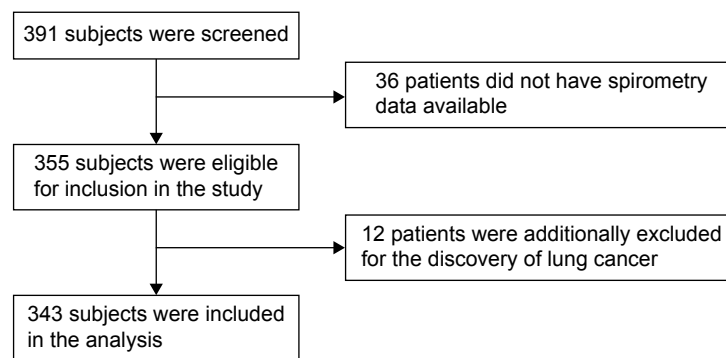 391 subjects were screened
36 patients did not have spirometry
data available
355 subjects were eligible
for inclusion in the study
12 patients were additionally excluded
for the discovery of lung cancer
343 subjects were included
in the analysis